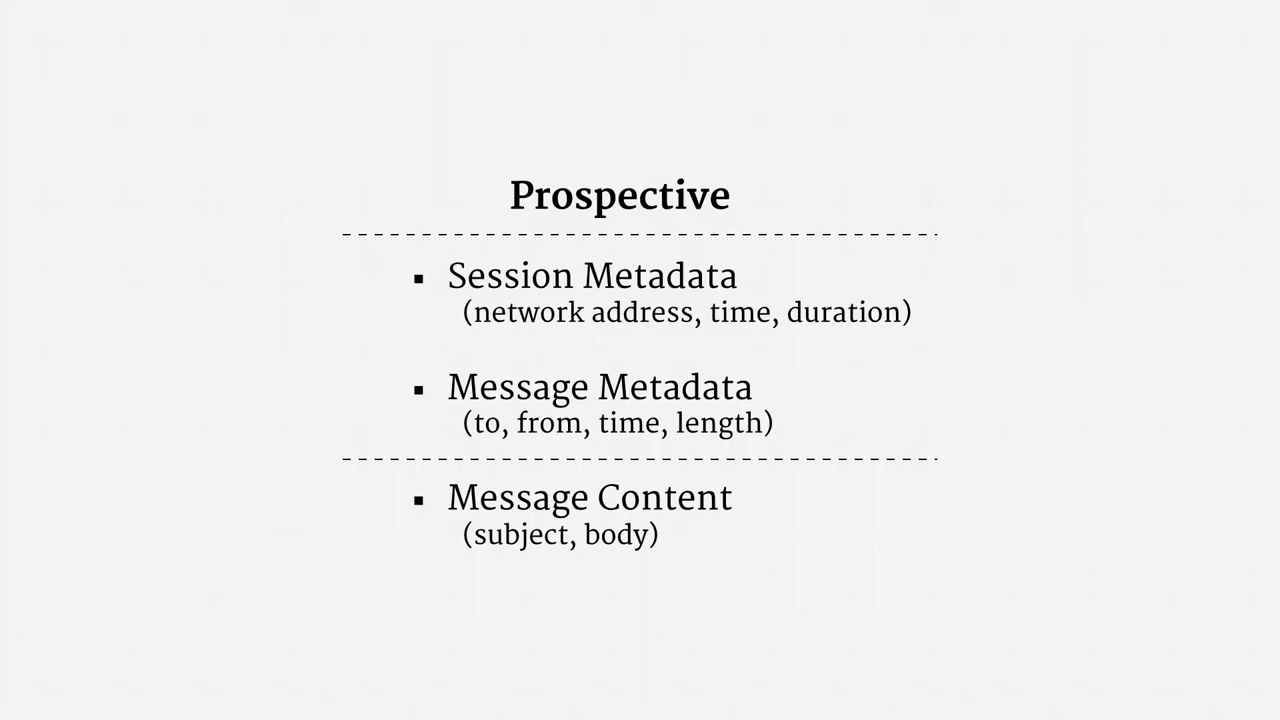 Prospective
▪ Session Metadata
(network address, time, duration)
▪ Message Metadata
(to, from, time, length)
▪ Message Content
(subject, body)